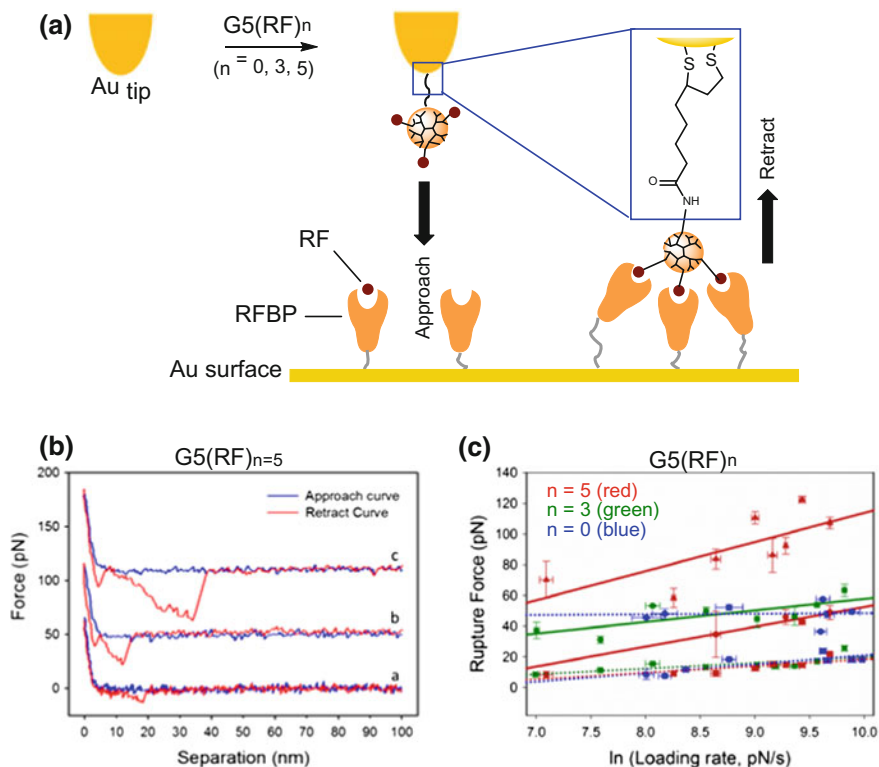 (a)
G5(RF)n
(n = 0, 3, 5)
Au tip
S S
O
NH
Retract
Approach
RF
RFBP
Au surface
(b)
G5(RF)n=5
200
150
100
50
0
Force (pN)
Approach curve
Retract Curve
c
b
a
0 10 20 30 40 50 60 70 80 90 100
Separation (nm)
(c)
G5(RF)n
n = 5 (red)
n = 3 (green)
n = 0 (blue)
140
120
100
80
60
40
20
0
Rupture Force (pN)
7.0 7.5 8.0 8.5 9.0 9.5 10.0
ln (Loading rate, pN/s)